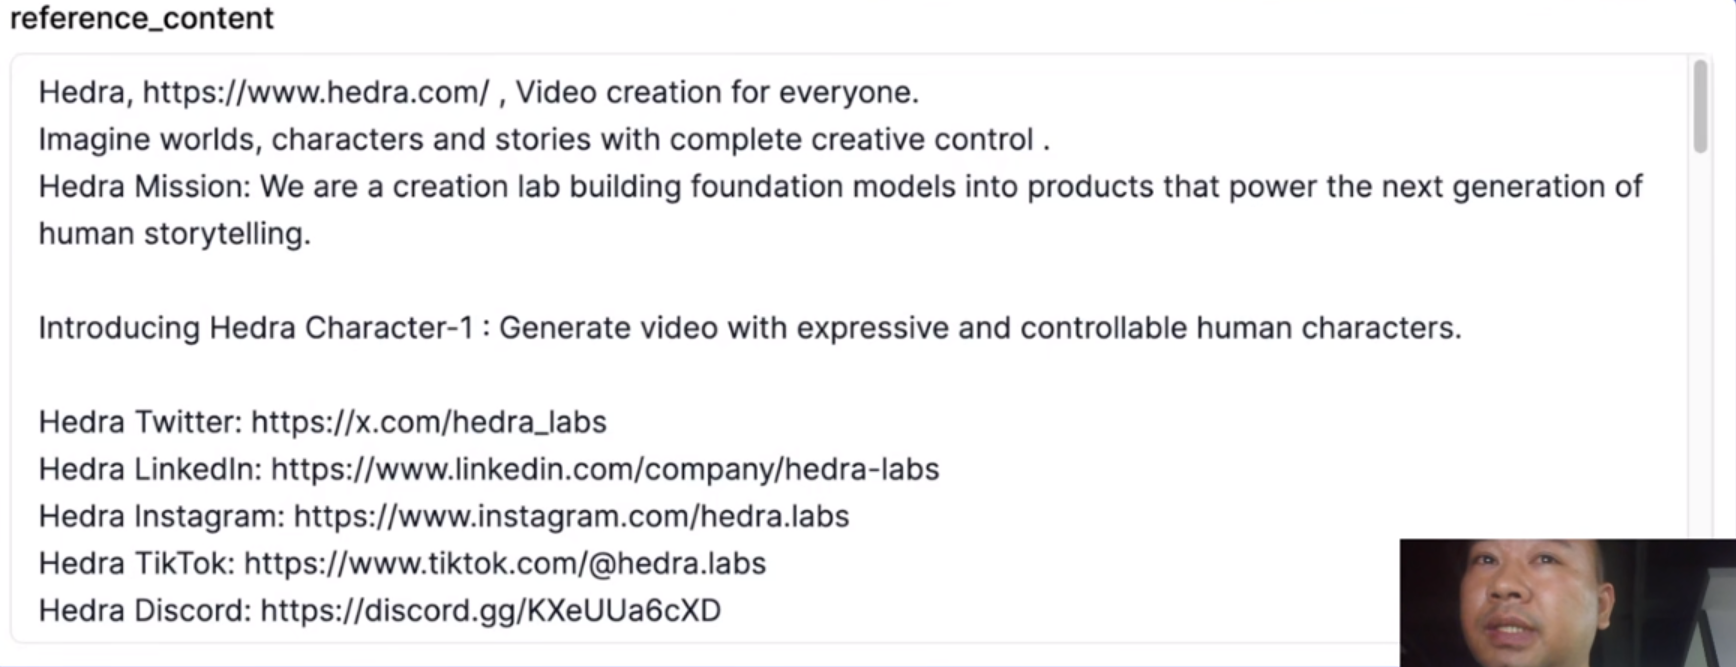 reference_content
Hedra, https://www.hedra.com/ , Video creation for everyone.
Imagine worlds, characters and stories with complete creative control .
Hedra Mission: We are a creation lab building foundation models into products that power the next generation of
human storytelling.
Introducing Hedra Character-1 : Generate video with expressive and controllable human characters.
Hedra Twitter: https://x.com/hedra_labs
Hedra LinkedIn: https://www.linkedin.com/company/hedra-labs
Hedra Instagram: https://www.instagram.com/hedra.labs
Hedra TikTok: https://www.tiktok.com/@hedra.labs
Hedra Discord: https://discord.gg/KXeUUa6cXD